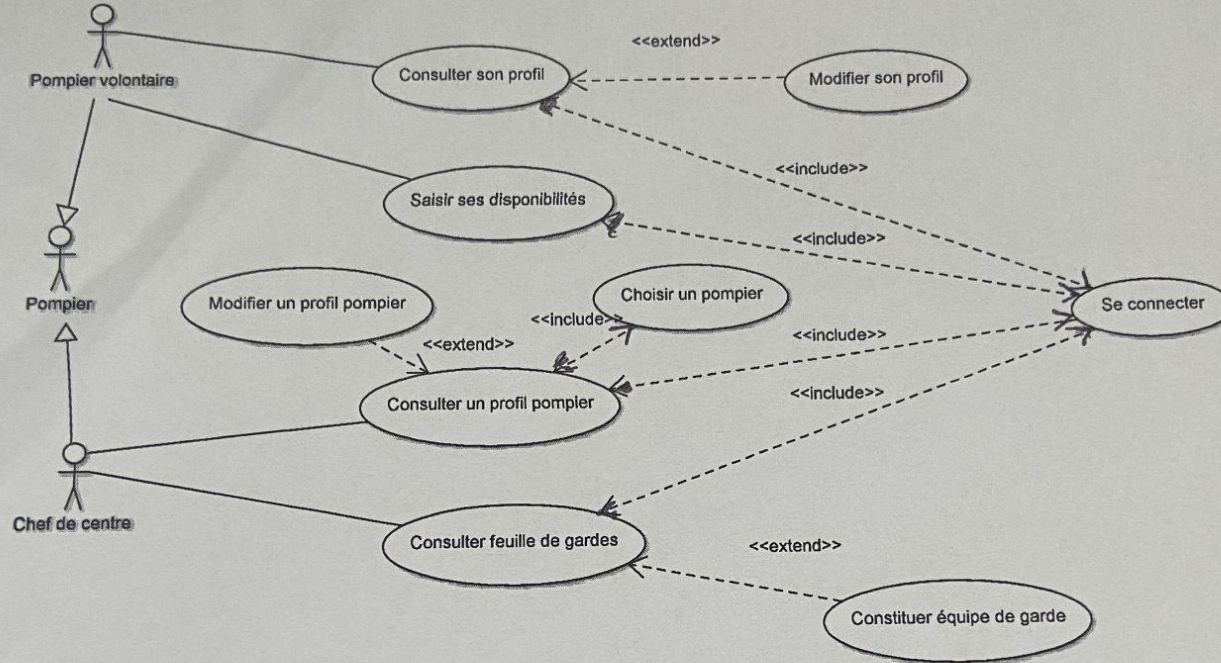 <<extend>>
Pompier volontaire
Consulter son profil
Modifier son profil
<<include>>
Saisir ses disponibilités
<<include>>
Modifier un profil pompier
Choisir un pompier
Pompier
Se connecter
<<include>>
<<extend>>
<<include>>
Consulter un profil pompier
<<include>>
Chef de centre
Consulter feuille de gardes
<<extend>>
Constituer équipe de garde